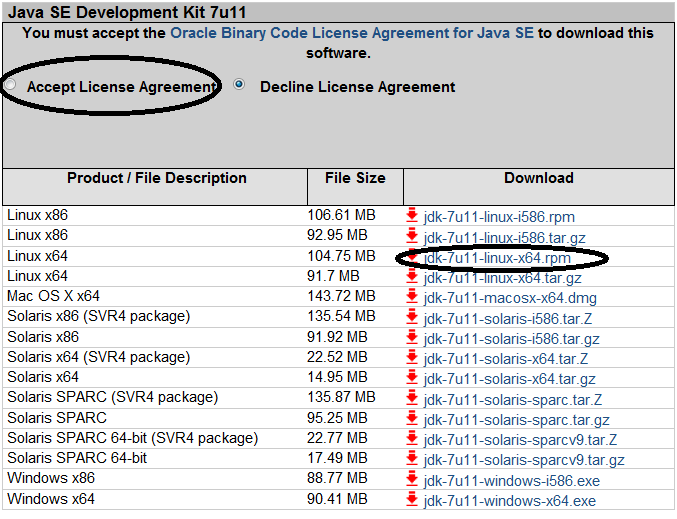 Java SE Development Kit 7u11
You must accept the Oracle Binary Code License Agreement for Java SE to download this
software.
Accept License Agreement Decline License Agreement
Product / File Description File Size Download
Linux x86 106.61 MB jdk-7u11-linux-i586.rpm
Linux x86 92.95 MB jdk-7u11-linux-i586.tar.gz
Linux x64 104.75 MB jdk-7u11-linux-x64.rpm
Linux x64 91.7 MB jdk-7u11-linux-x64.tar.gz
Mac OS X x64 143.72 MB jdk-7u11-macosx-x64.dmg
Solaris x86 (SVR4 package) 135.54 MB jdk-7u11-solaris-i586.tar.Z
Solaris x86 91.92 MB jdk-7u11-solaris-i586.tar.gz
Solaris x64 (SVR4 package) 22.52 MB jdk-7u11-solaris-x64.tar.Z
Solaris x64 14.95 MB jdk-7u11-solaris-x64.tar.gz
Solaris SPARC (SVR4 package) 135.87 MB jdk-7u11-solaris-sparc.tar.Z
Solaris SPARC 95.25 MB jdk-7u11-solaris-sparc.tar.gz
Solaris SPARC 64-bit (SVR4 package) 22.77 MB jdk-7u11-solaris-sparcv9.tar.Z
Solaris SPARC 64-bit 17.49 MB jdk-7u11-solaris-sparcv9.tar.gz
Windows x86 88.77 MB jdk-7u11-windows-i586.exe
Windows x64 90.41 MB jdk-7u11-windows-x64.exe